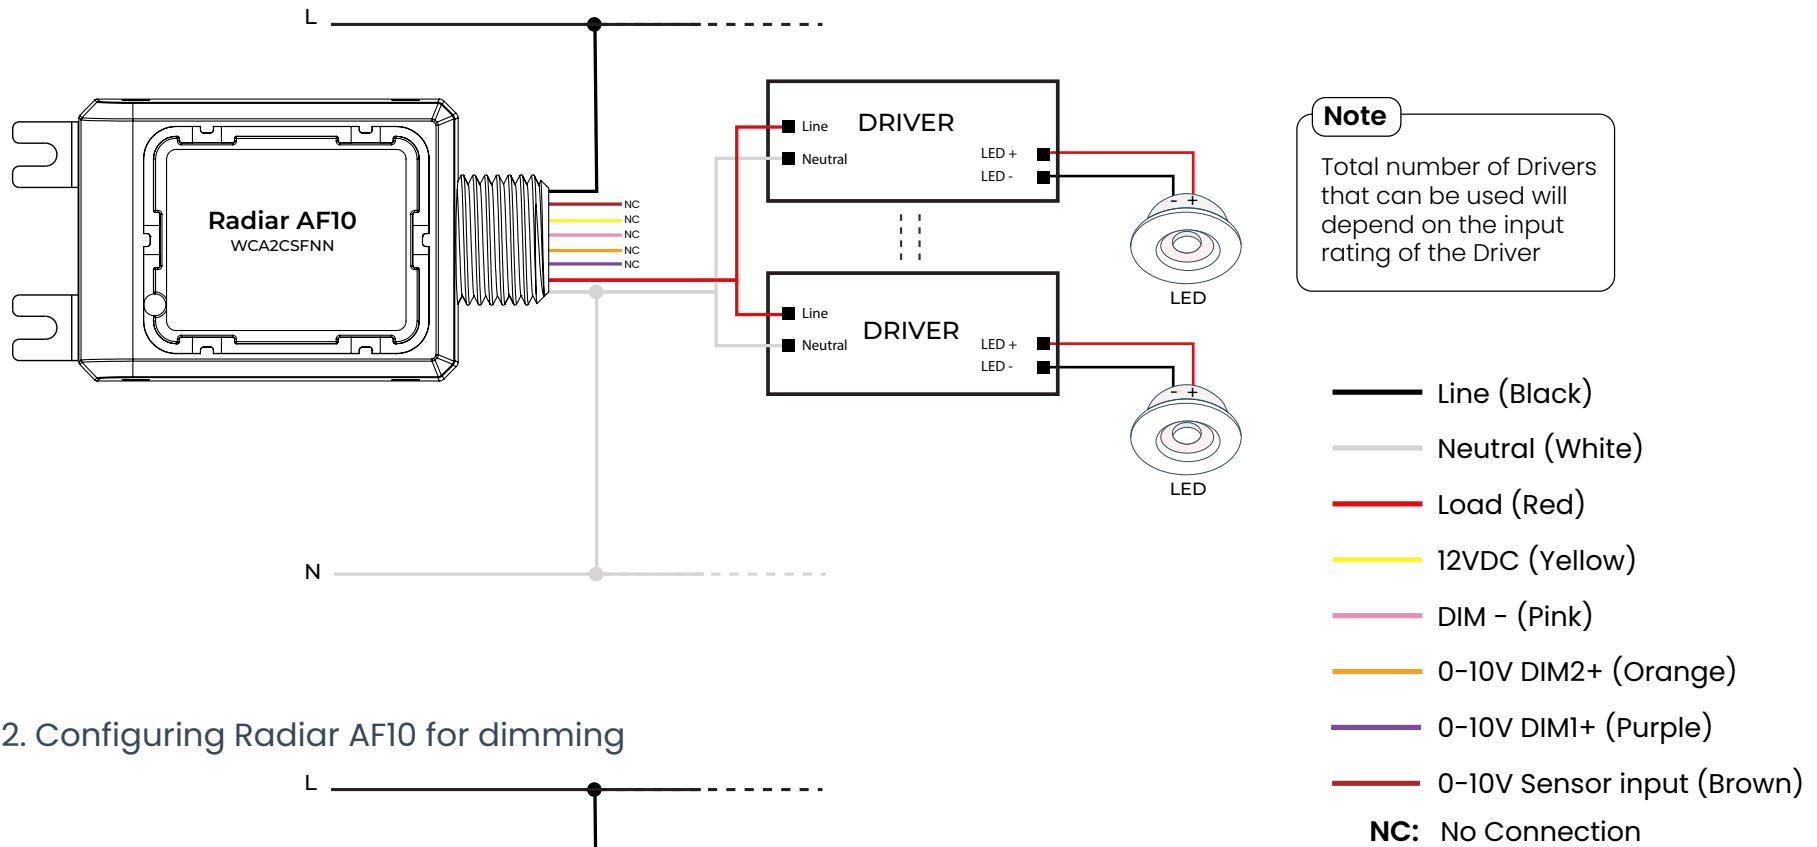 L
Radiar AF10
WCA2CSFNN
NC
NC
NC
NC
NC
DRIVER
Line
Neutral
LED +
LED -
- +
LED
DRIVER
Line
Neutral
LED +
LED -
- +
LED
N
Note
Total number of Drivers
that can be used will
depend on the input
rating of the Driver
Line (Black)
Neutral (White)
Load (Red)
12VDC (Yellow)
DIM - (Pink)
0-10V DIM2+ (Orange)
0-10V DIM1+ (Purple)
0-10V Sensor input (Brown)
NC: No Connection
2. Configuring Radiar AF10 for dimming
L